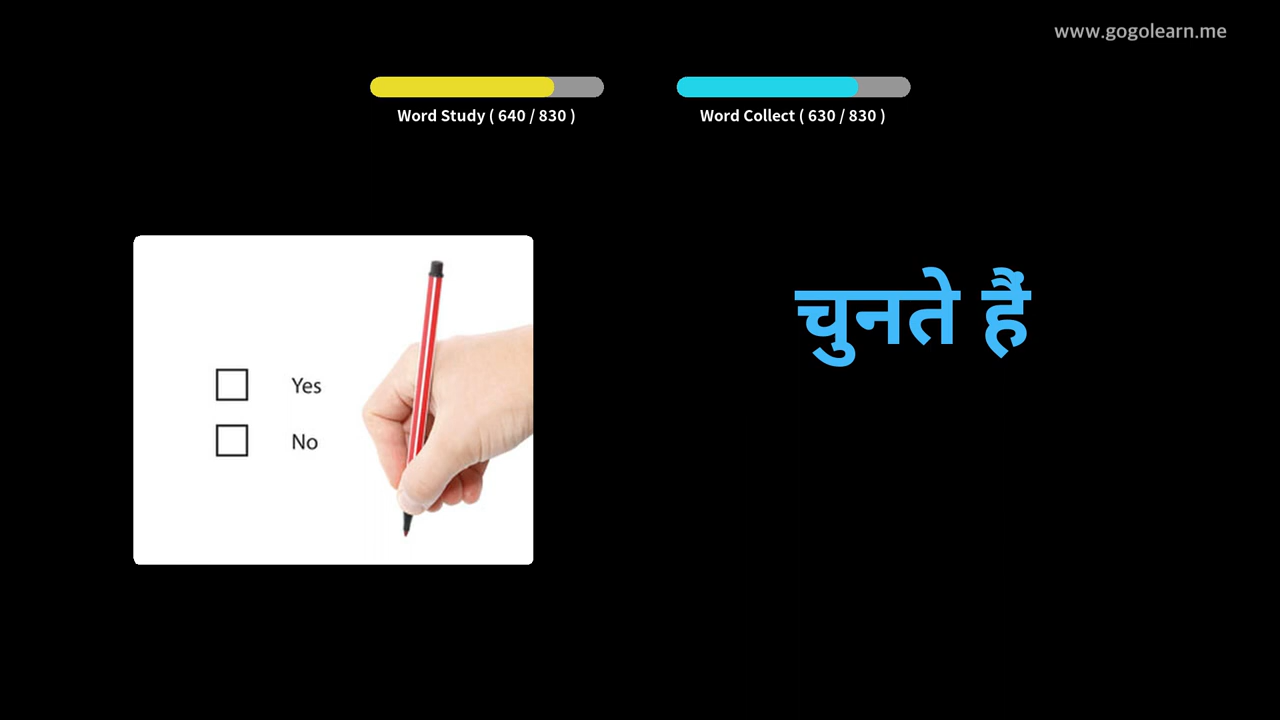 www.gogolearn.me
Word Study ( 640 / 830 )
Word Collect ( 630 / 830 )
चुनते हैं
Yes
No